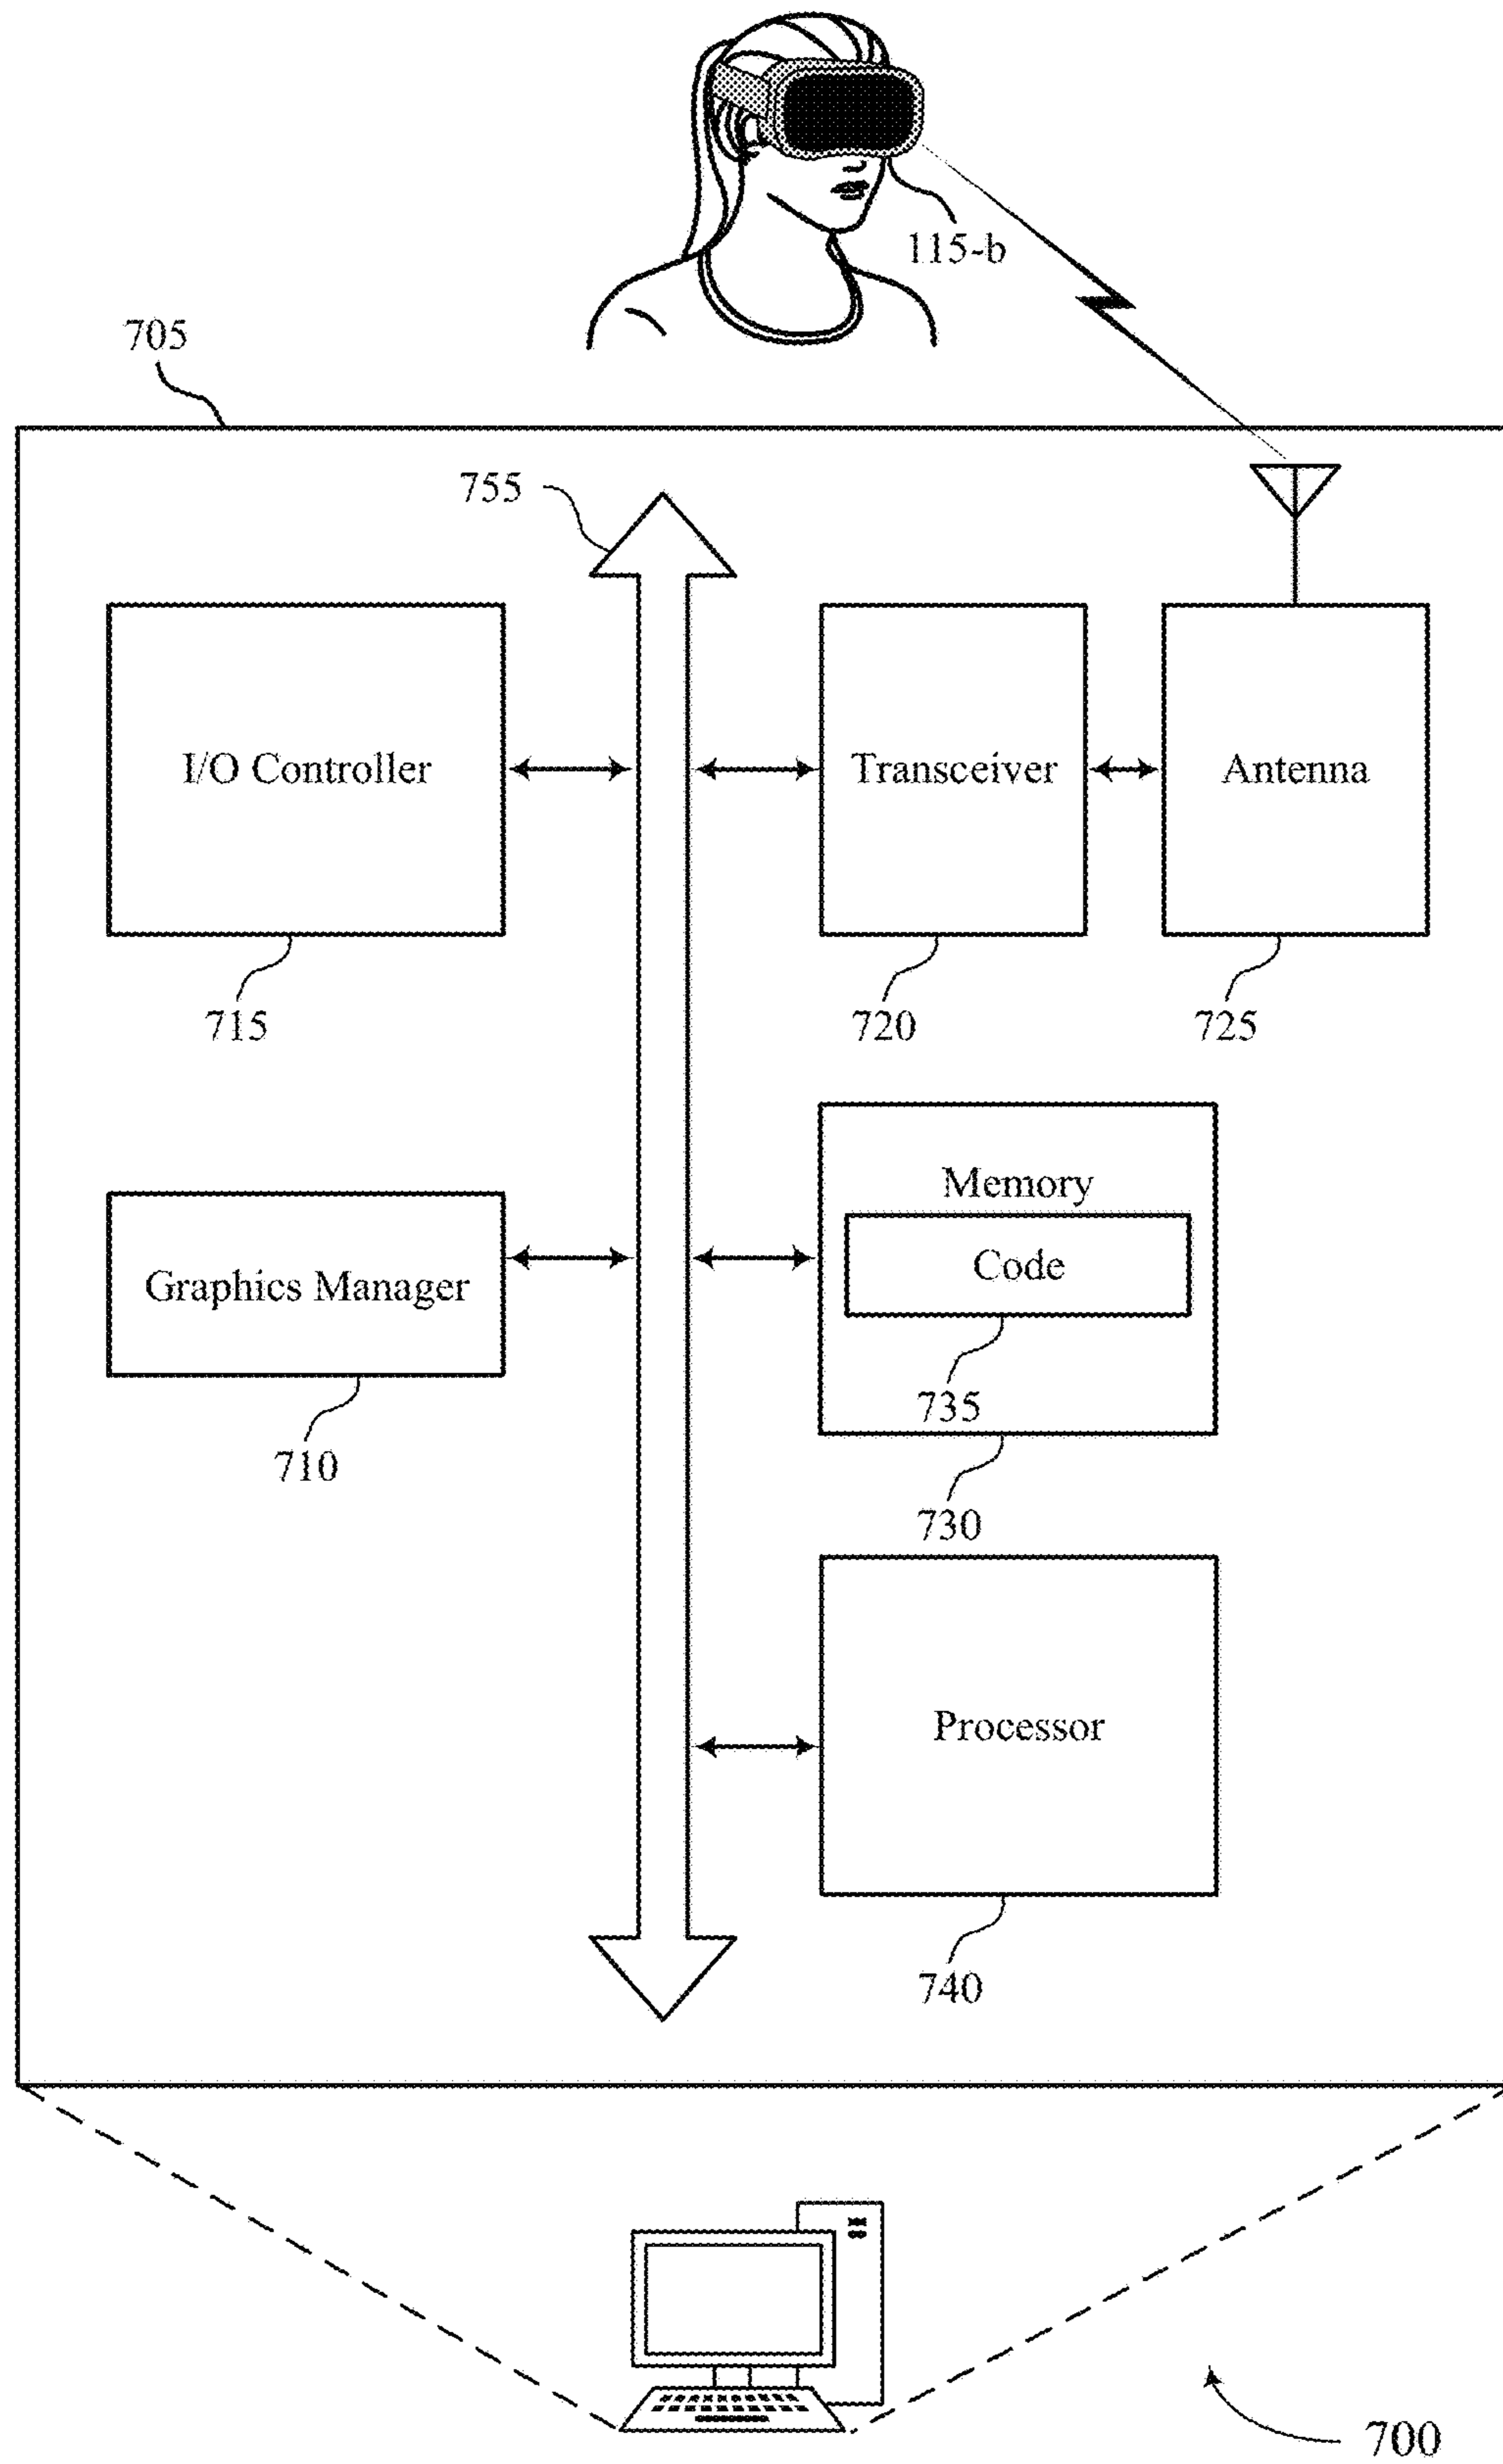 115-b
705
755
I/O Controller
Transceiver
Antenna
715
720
725
Memory
Code
Graphics Manager
735
710
730
Processor
740
700